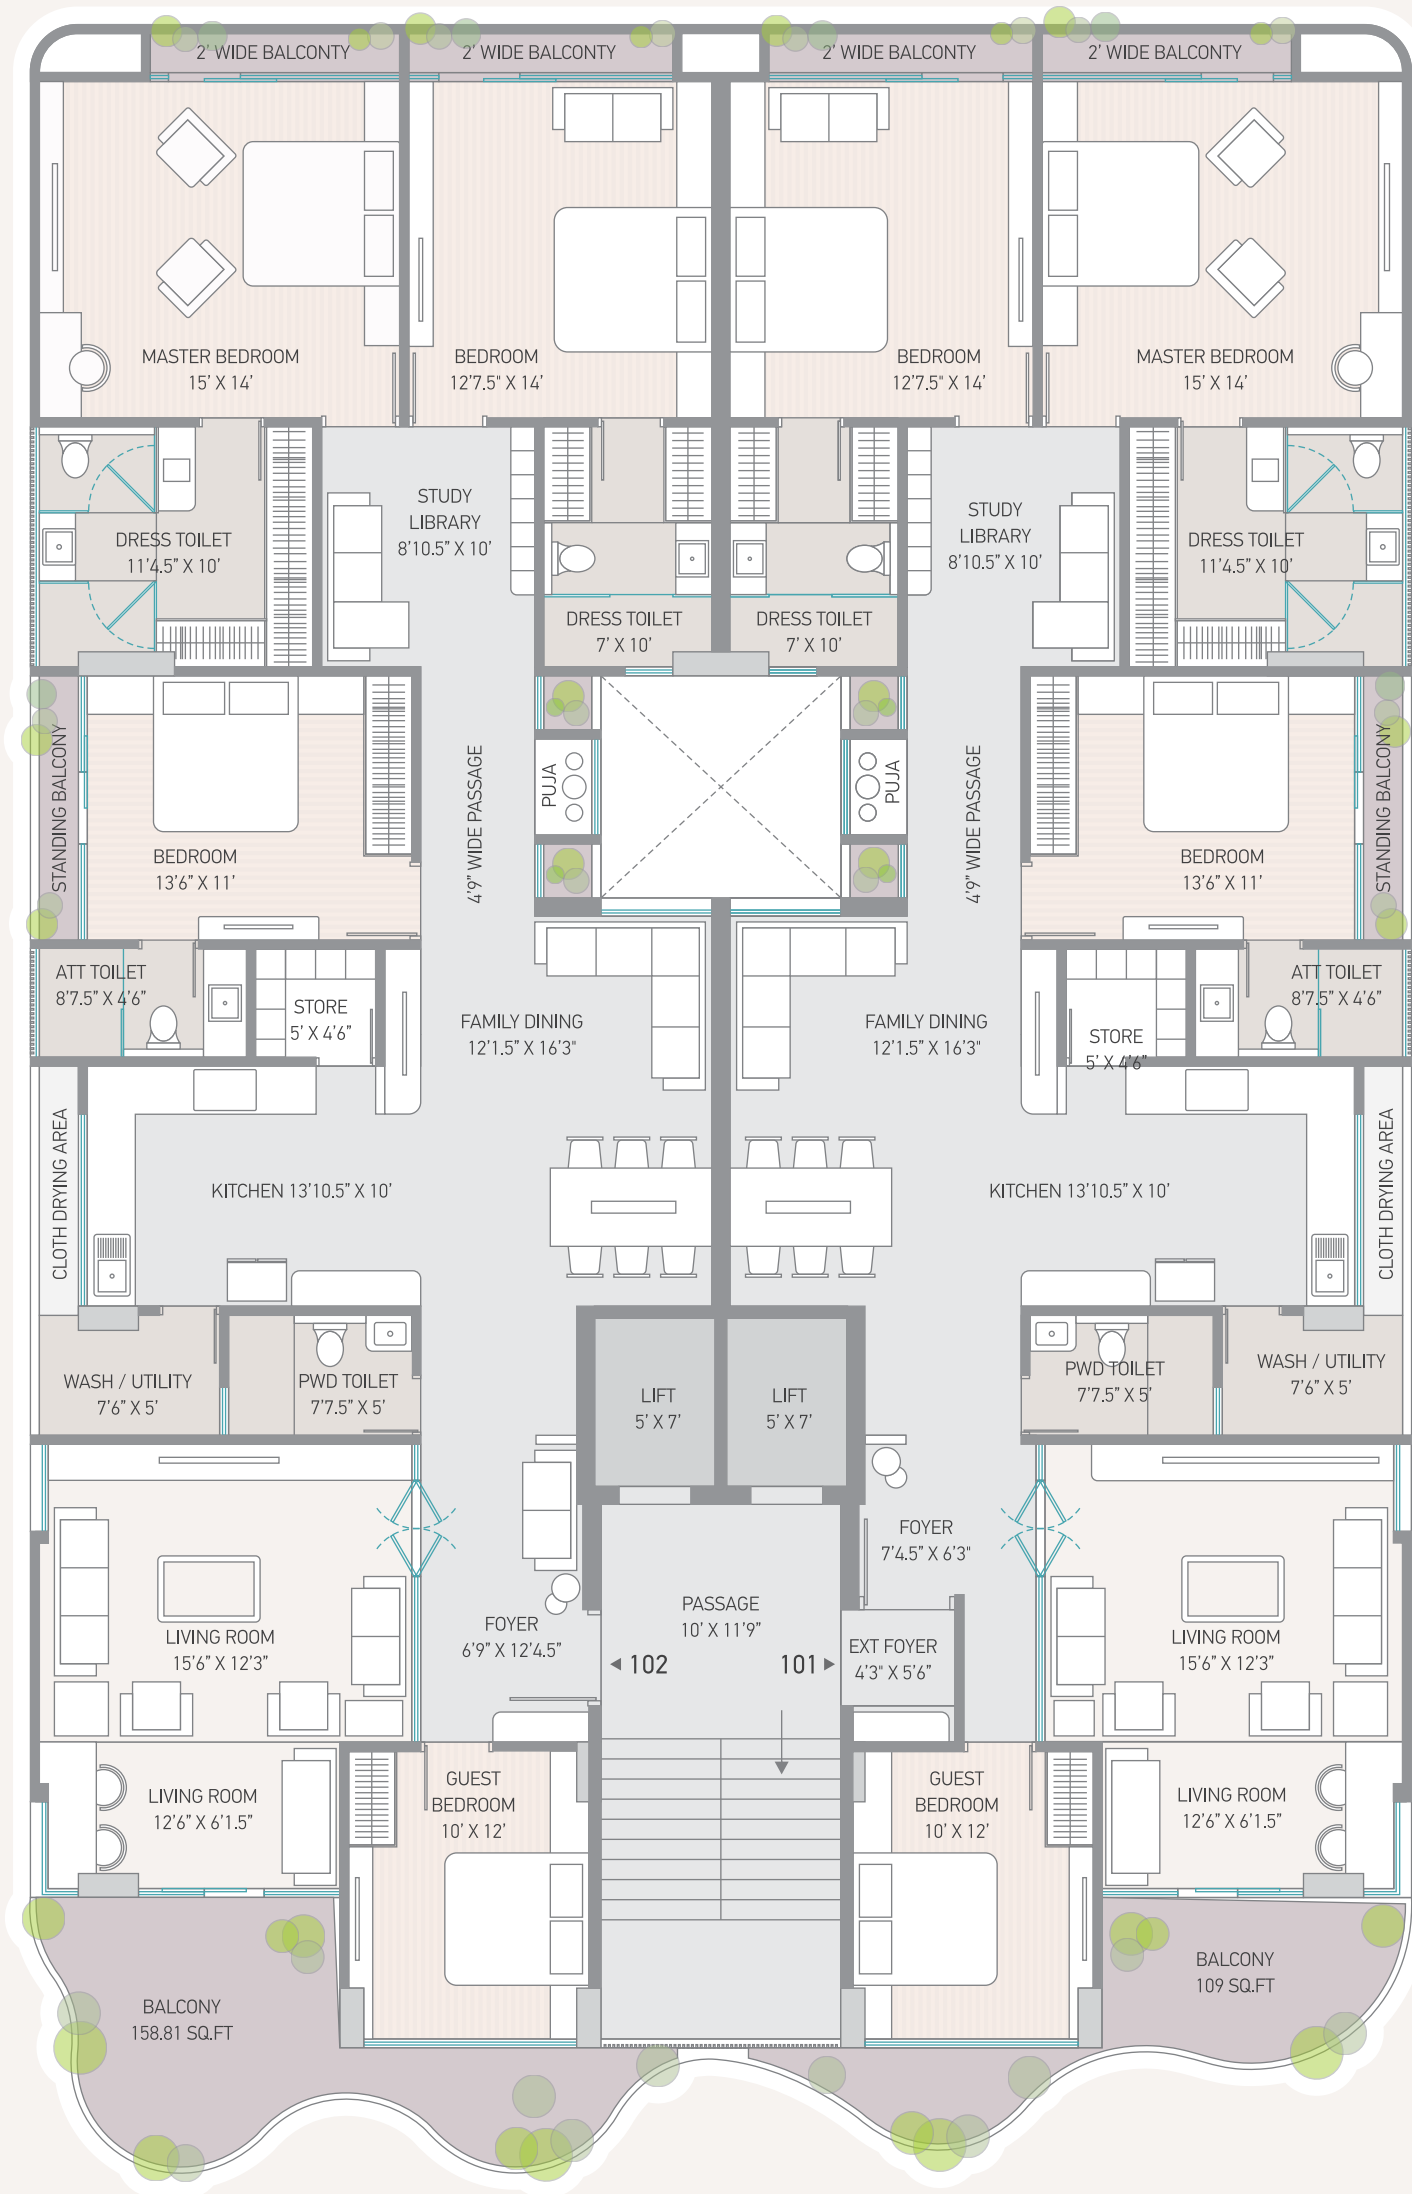 2' WIDE BALCONTY
2' WIDE BALCONTY
2' WIDE BALCONTY
2' WIDE BALCONTY
MASTER BEDROOM
15' X 14'
BEDROOM
12'7.5" X 14'
BEDROOM
12'7.5" X 14'
MASTER BEDROOM
15' X 14'
STUDY
LIBRARY
8'10.5" X 10'
STUDY
LIBRARY
8'10.5" X 10'
DRESS TOILET
11'4.5" X 10'
DRESS TOILET
7' X 10'
DRESS TOILET
7' X 10'
DRESS TOILET
11'4.5" X 10'
STANDING BALCONY
BEDROOM
13'6" X 11'
4'9" WIDE PASSAGE
PUJA
PUJA
4'9" WIDE PASSAGE
BEDROOM
13'6" X 11'
STANDING BALCONY
ATT TOILET
8'7.5" X 4'6"
STORE
5' X 4'6"
FAMILY DINING
12'1.5" X 16'3"
FAMILY DINING
12'1.5" X 16'3"
STORE
5' X 4'6"
ATT TOILET
8'7.5" X 4'6"
CLOTH DRYING AREA
KITCHEN 13'10.5" X 10'
KITCHEN 13'10.5" X 10'
CLOTH DRYING AREA
WASH / UTILITY
7'6" X 5'
PWD TOILET
7'7.5" X 5'
LIFT
5' X 7'
LIFT
5' X 7'
PWD TOILET
7'7.5" X 5'
WASH / UTILITY
7'6" X 5'
FOYER
7'4.5" X 6'3"
LIVING ROOM
15'6" X 12'3"
FOYER
6'9" X 12'4.5"
PASSAGE
10' X 11'9"
102
101
EXT FOYER
4'3" X 5'6"
LIVING ROOM
15'6" X 12'3"
LIVING ROOM
12'6" X 6'1.5"
GUEST
BEDROOM
10' X 12'
GUEST
BEDROOM
10' X 12'
LIVING ROOM
12'6" X 6'1.5"
BALCONY
158.81 SQ.FT
BALCONY
109 SQ.FT